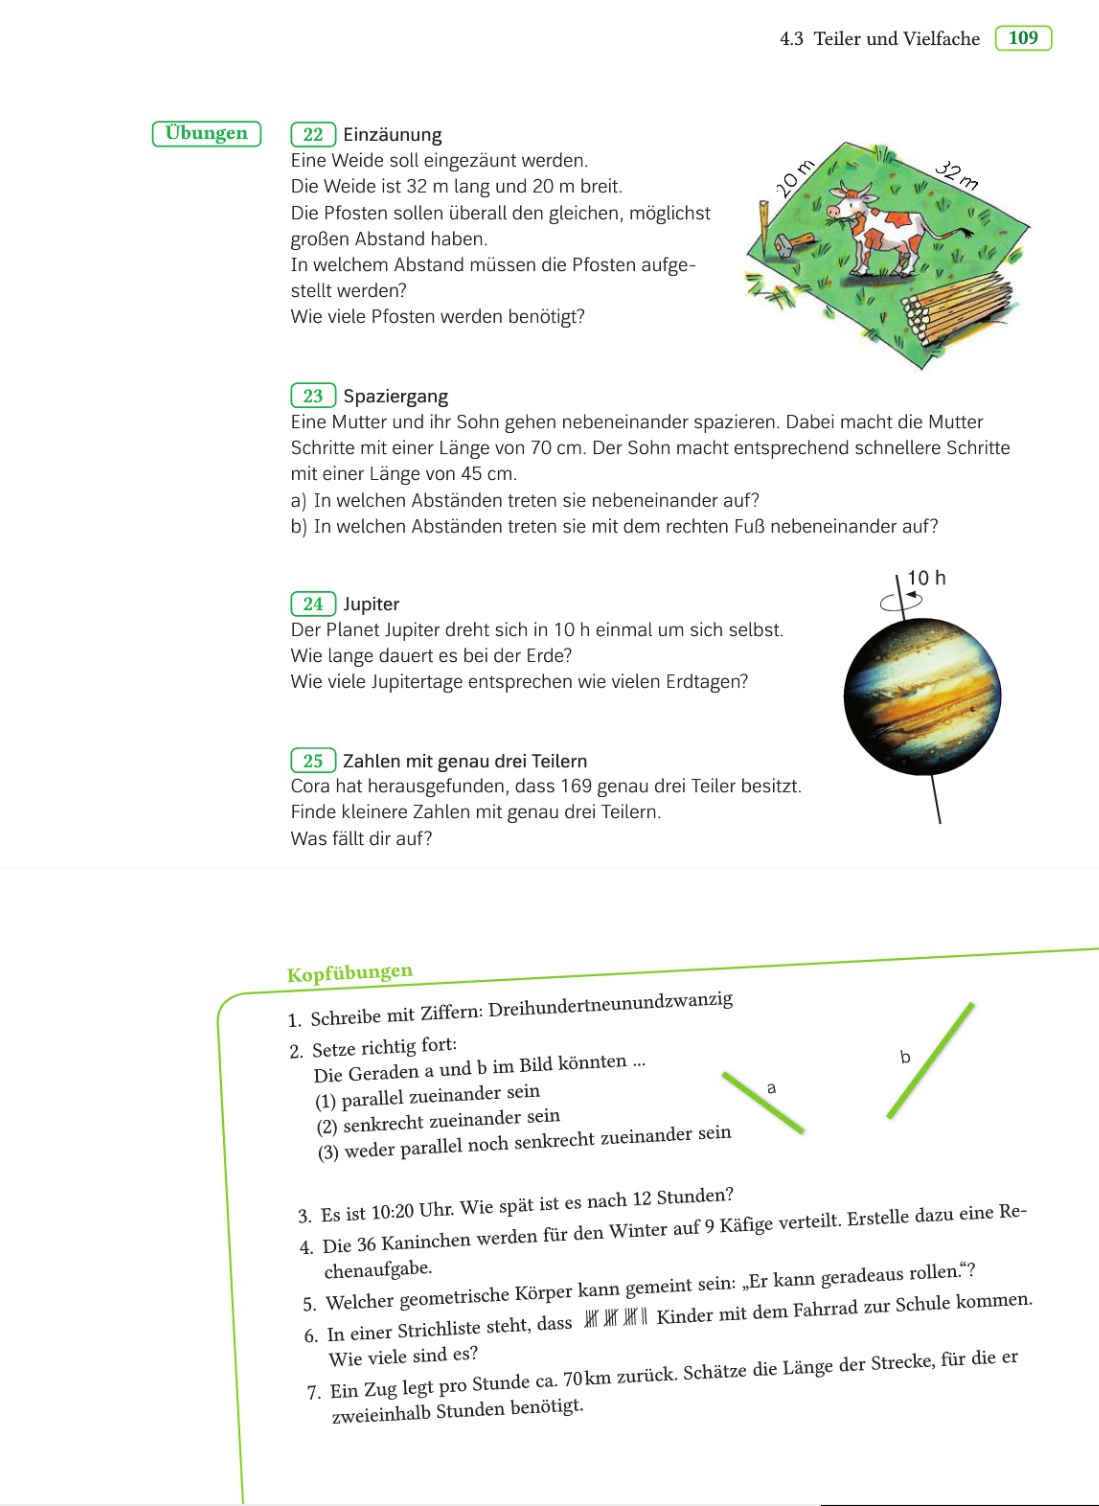 4.3 Teiler und Vielfache 109
Übungen
22 Einzäunung
Eine Weide soll eingezäunt werden.
Die Weide ist 32 m lang und 20 m breit.
Die Pfosten sollen überall den gleichen, möglichst
großen Abstand haben.
In welchem Abstand müssen die Pfosten aufge-
stellt werden?
Wie viele Pfosten werden benötigt?
20 m
32 m
23 Spaziergang
Eine Mutter und ihr Sohn gehen nebeneinander spazieren. Dabei macht die Mutter
Schritte mit einer Länge von 70 cm. Der Sohn macht entsprechend schnellere Schritte
mit einer Länge von 45 cm.
a) In welchen Abständen treten sie nebeneinander auf?
b) In welchen Abständen treten sie mit dem rechten Fuß nebeneinander auf?
10 h
24 Jupiter
Der Planet Jupiter dreht sich in 10 h einmal um sich selbst.
Wie lange dauert es bei der Erde?
Wie viele Jupitertage entsprechen wie vielen Erdtagen?
25 Zahlen mit genau drei Teilern
Cora hat herausgefunden, dass 169 genau drei Teiler besitzt.
Finde kleinere Zahlen mit genau drei Teilern.
Was fällt dir auf?
Kopfübungen
1. Schreibe mit Ziffern: Dreihundertneunundzwanzig
2. Setze richtig fort:
Die Geraden a und b im Bild könnten ...
(1) parallel zueinander sein
(2) senkrecht zueinander sein
(3) weder parallel noch senkrecht zueinander sein
a
b
3. Es ist 10:20 Uhr. Wie spät ist es nach 12 Stunden?
4. Die 36 Kaninchen werden für den Winter auf 9 Käfige verteilt. Erstelle dazu eine Re-
chenaufgabe.
5. Welcher geometrische Körper kann gemeint sein: „Er kann geradeaus rollen.“?
6. In einer Strichliste steht, dass Kinder mit dem Fahrrad zur Schule kommen.
Wie viele sind es?
7. Ein Zug legt pro Stunde ca. 70 km zurück. Schätze die Länge der Strecke, für die er
zweieinhalb Stunden benötigt.